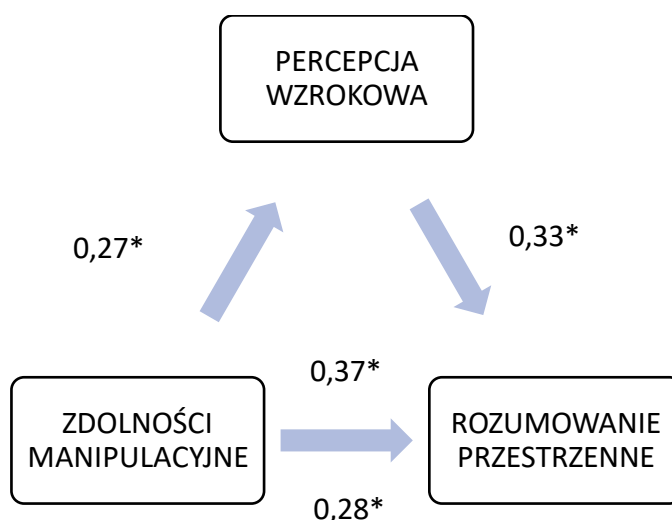 PERCEPCJA
WZROKOWA
0,27*
0,33*
0,37*
ZDOLNOŚCI
MANIPULACYJNE
ROZUMOWANIE
PRZESTRZENNE
0,28*